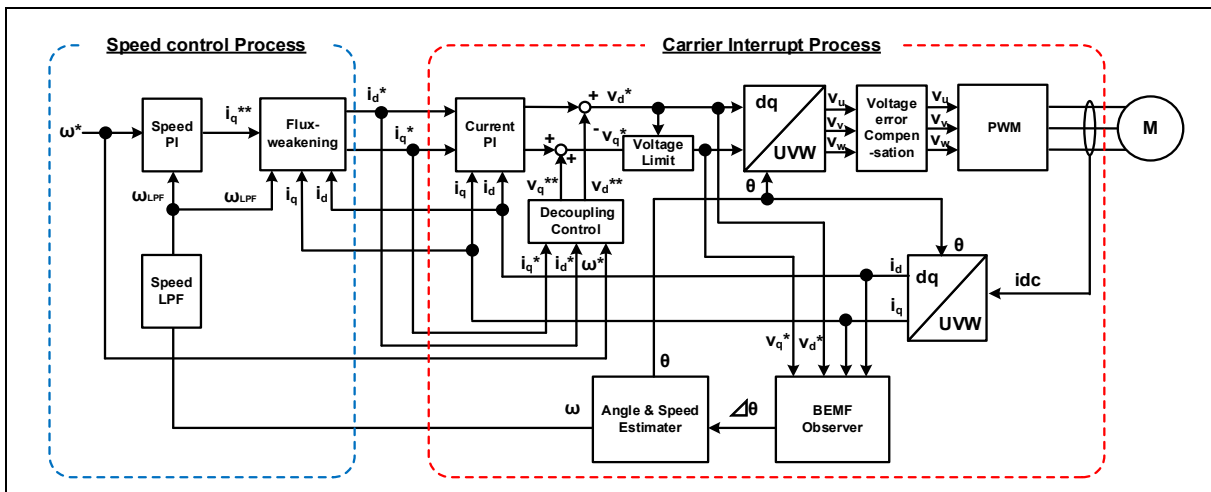 Speed control Process
Carrier Interrupt Process
ω*
Speed
PI
iq**
Flux-
weakening
id*
iq*
Current
PI
+
+
+
-
vd*
vq*
Voltage
Limit
dq
UVW
vu
vv
vw
Voltage
error
Compen
-sation
vu
vv
vw
PWM
M
ωLPF
ωLPF
iq
id
iq
id
vq**
vd**
θ
Decoupling
Control
iq*
id*
ω*
θ
Speed
LPF
id
iq
dq
UVW
idc
vq*
vd*
θ
ω
Angle & Speed
Estimater
⊿θ
BEMF
Observer